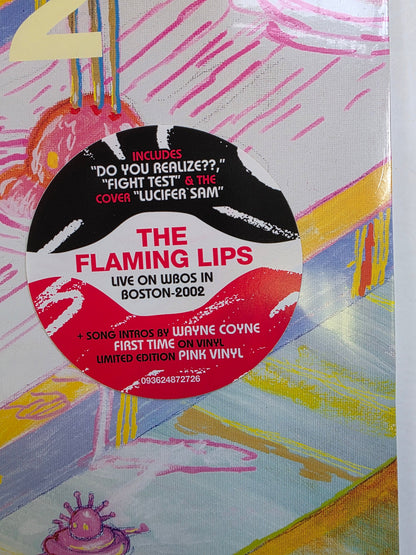 2
INCLUDES
"DO YOU REALIZE??,"
"FIGHT TEST" & THE
COVER "LUCIFER SAM"
THE
FLAMING LIPS
LIVE ON WBOS IN
BOSTON-2002
+ SONG INTROS BY WAYNE COYNE
FIRST TIME ON VINYL
LIMITED EDITION PINK VINYL
093624872726